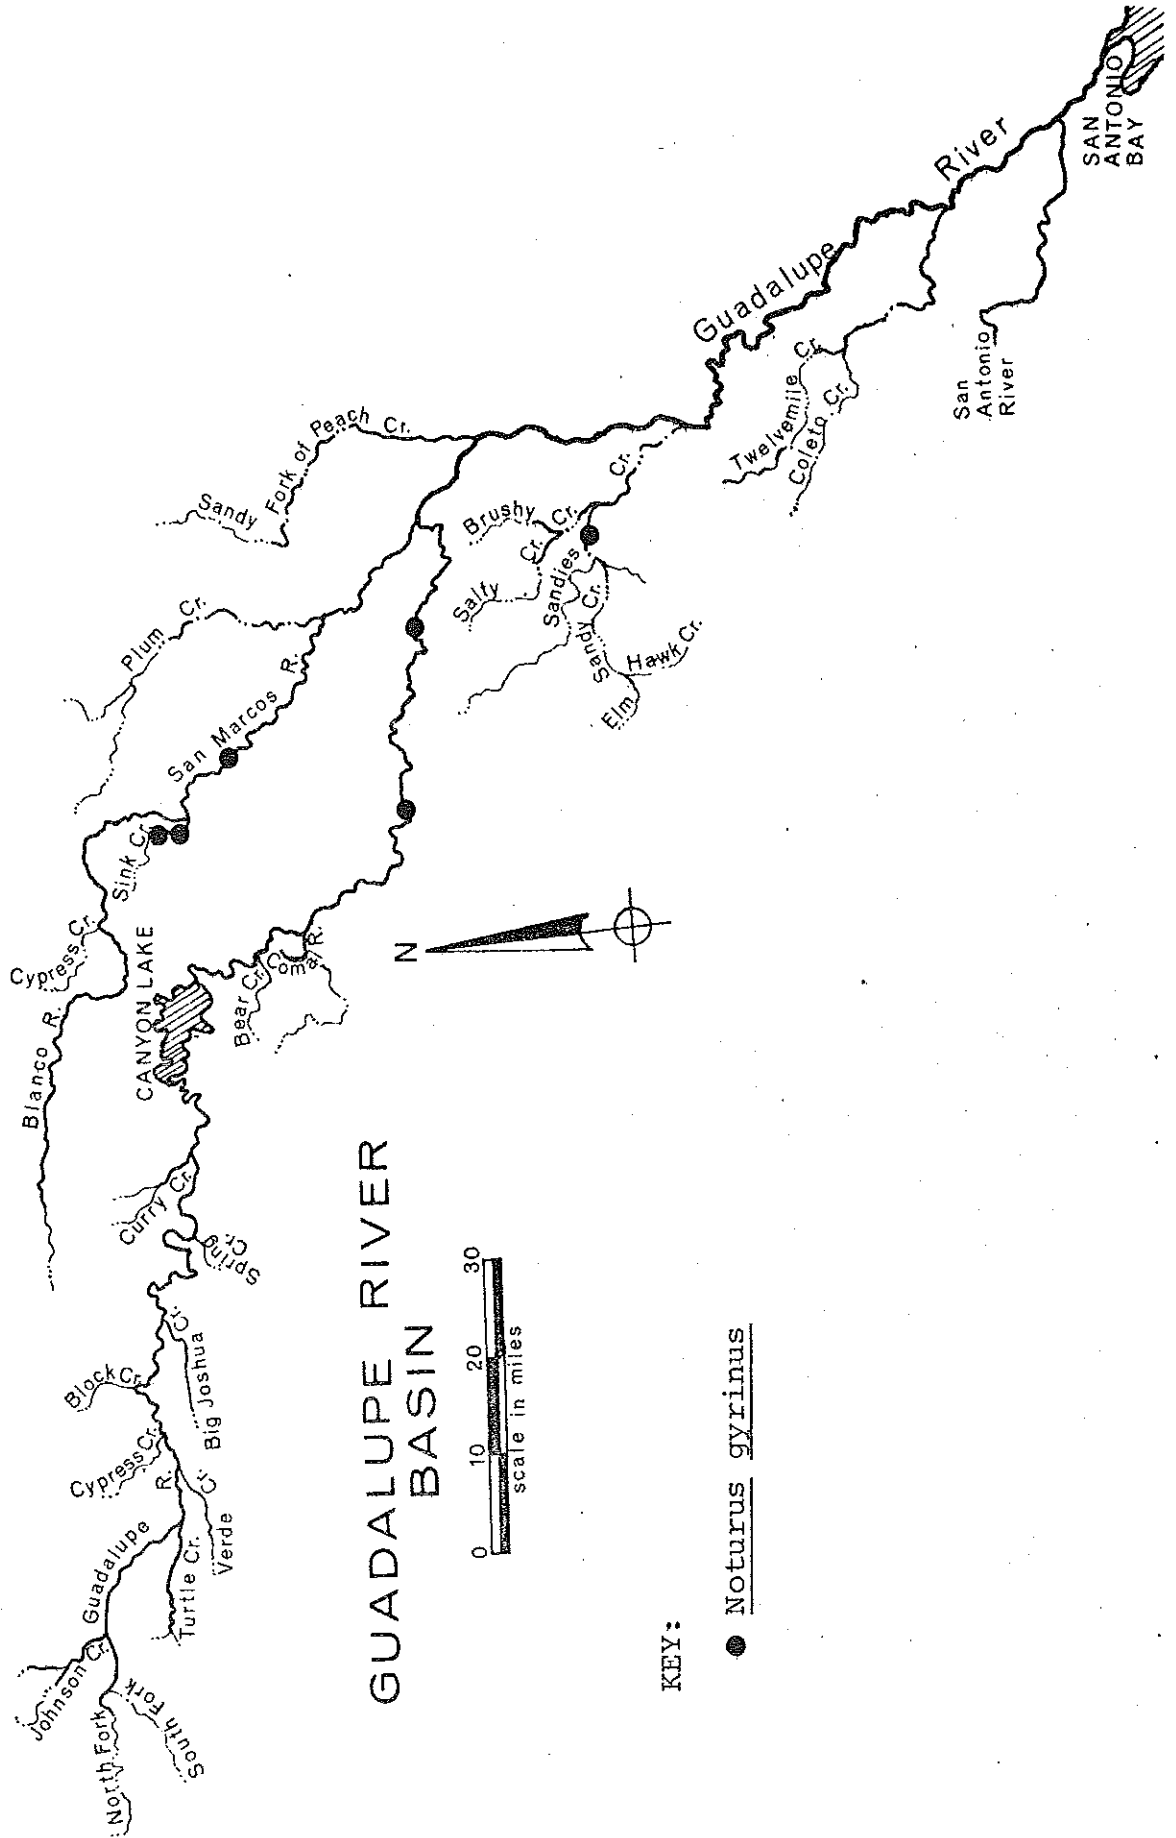 Johnson Cr.
North Fork
South Fork
Guadalupe
R.
Turtle Cr.
Verde
Cr.
Cypress Cr.
Block Cr.
Big Joshua
Cr.
Spring
Cr.
Curry Cr.
Blanco R.
CANYON LAKE
Cypress Cr.
Bear Cr.
Comal R.
Sink Cr.
San Marcos R.
Plum Cr.
Sandy
Fork of Peach Cr.
Brushy Cr.
Salty Cr.
Sandies
Cr.
Sandy Cr.
Elm
Hawk Cr.
Guadalupe River
Twelvemile Cr.
Coleto Cr.
San
Antonio
River
SAN
ANTONIO
BAY
N
GUADALUPE RIVER
BASIN
0 10 20 30
scale in miles
KEY:
Noturus gyrinus